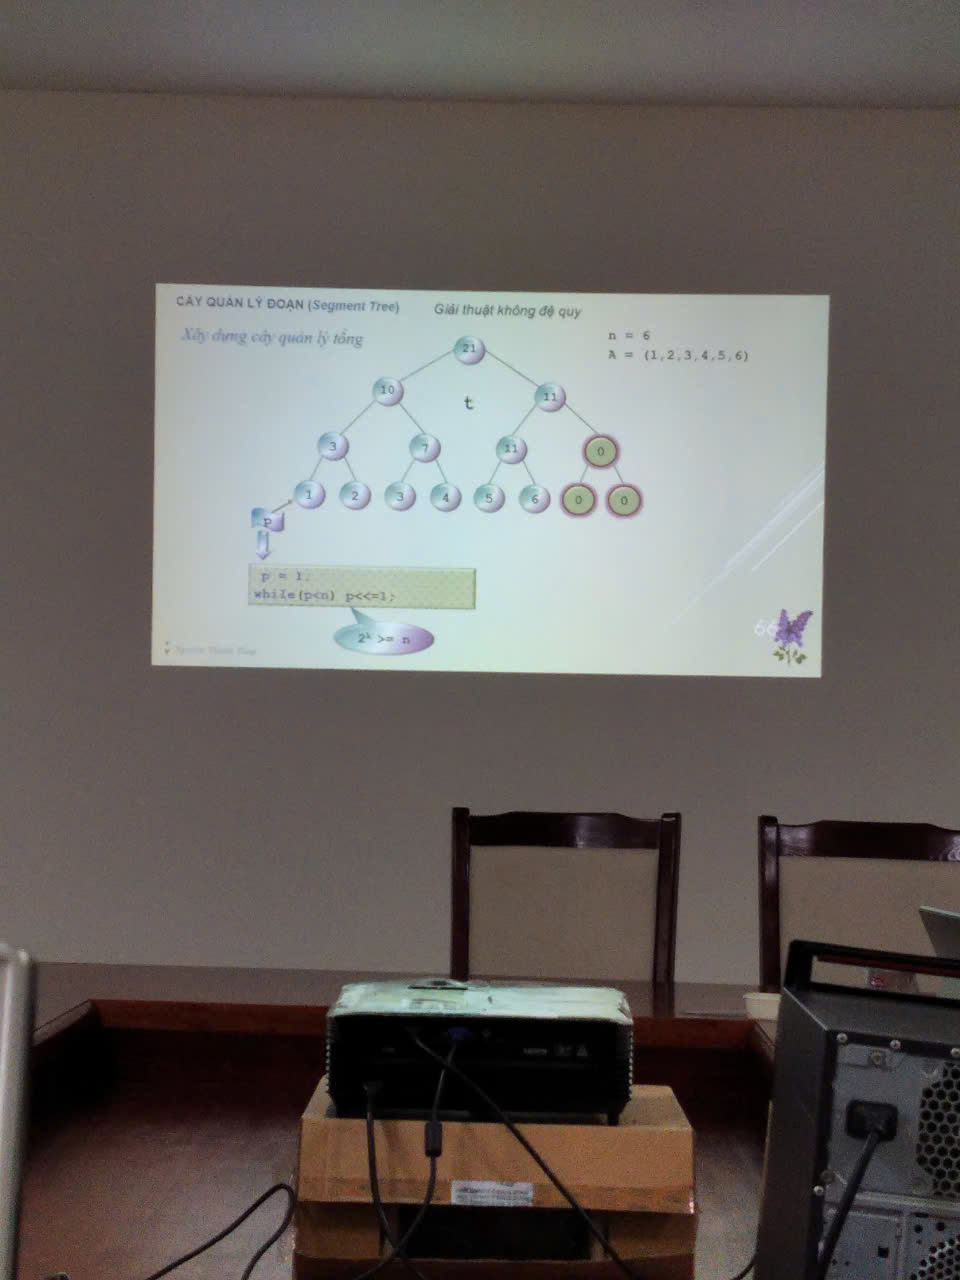 CÂY QUẢN LÝ ĐOẠN (Segment Tree)
Giải thuật không đệ quy
Xây dựng cây quản lý tổng
n = 6
A = (1,2,3,4,5,6)
21
10
t
11
3
7
11
0
1
2
3
4
5
6
0
0
p
p = 1;
while(p<n) p<<=1;
2ᵏ >= n
66